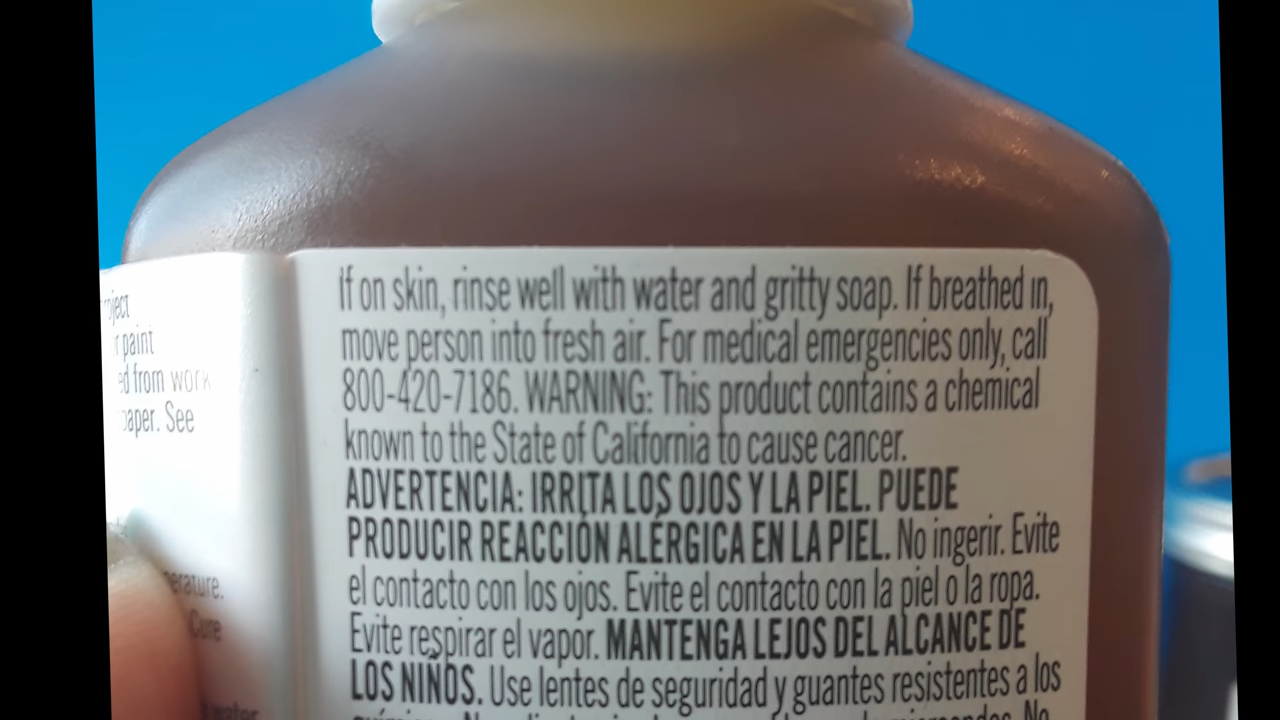 If on skin, rinse well with water and gritty soap. If breathed in,
move person into fresh air. For medical emergencies only, call
800-420-7186. WARNING: This product contains a chemical
known to the State of California to cause cancer.
ADVERTENCIA: IRRITA LOS OJOS Y LA PIEL. PUEDE
PRODUCIR REACCIÓN ALÉRGICA EN LA PIEL. No ingerir. Evite
el contacto con los ojos. Evite el contacto con la piel o la ropa.
Evite respirar el vapor. MANTENGA LEJOS DEL ALCANCE DE
LOS NIÑOS. Use lentes de seguridad y guantes resistentes a los
paint
from work
See
Cure
water